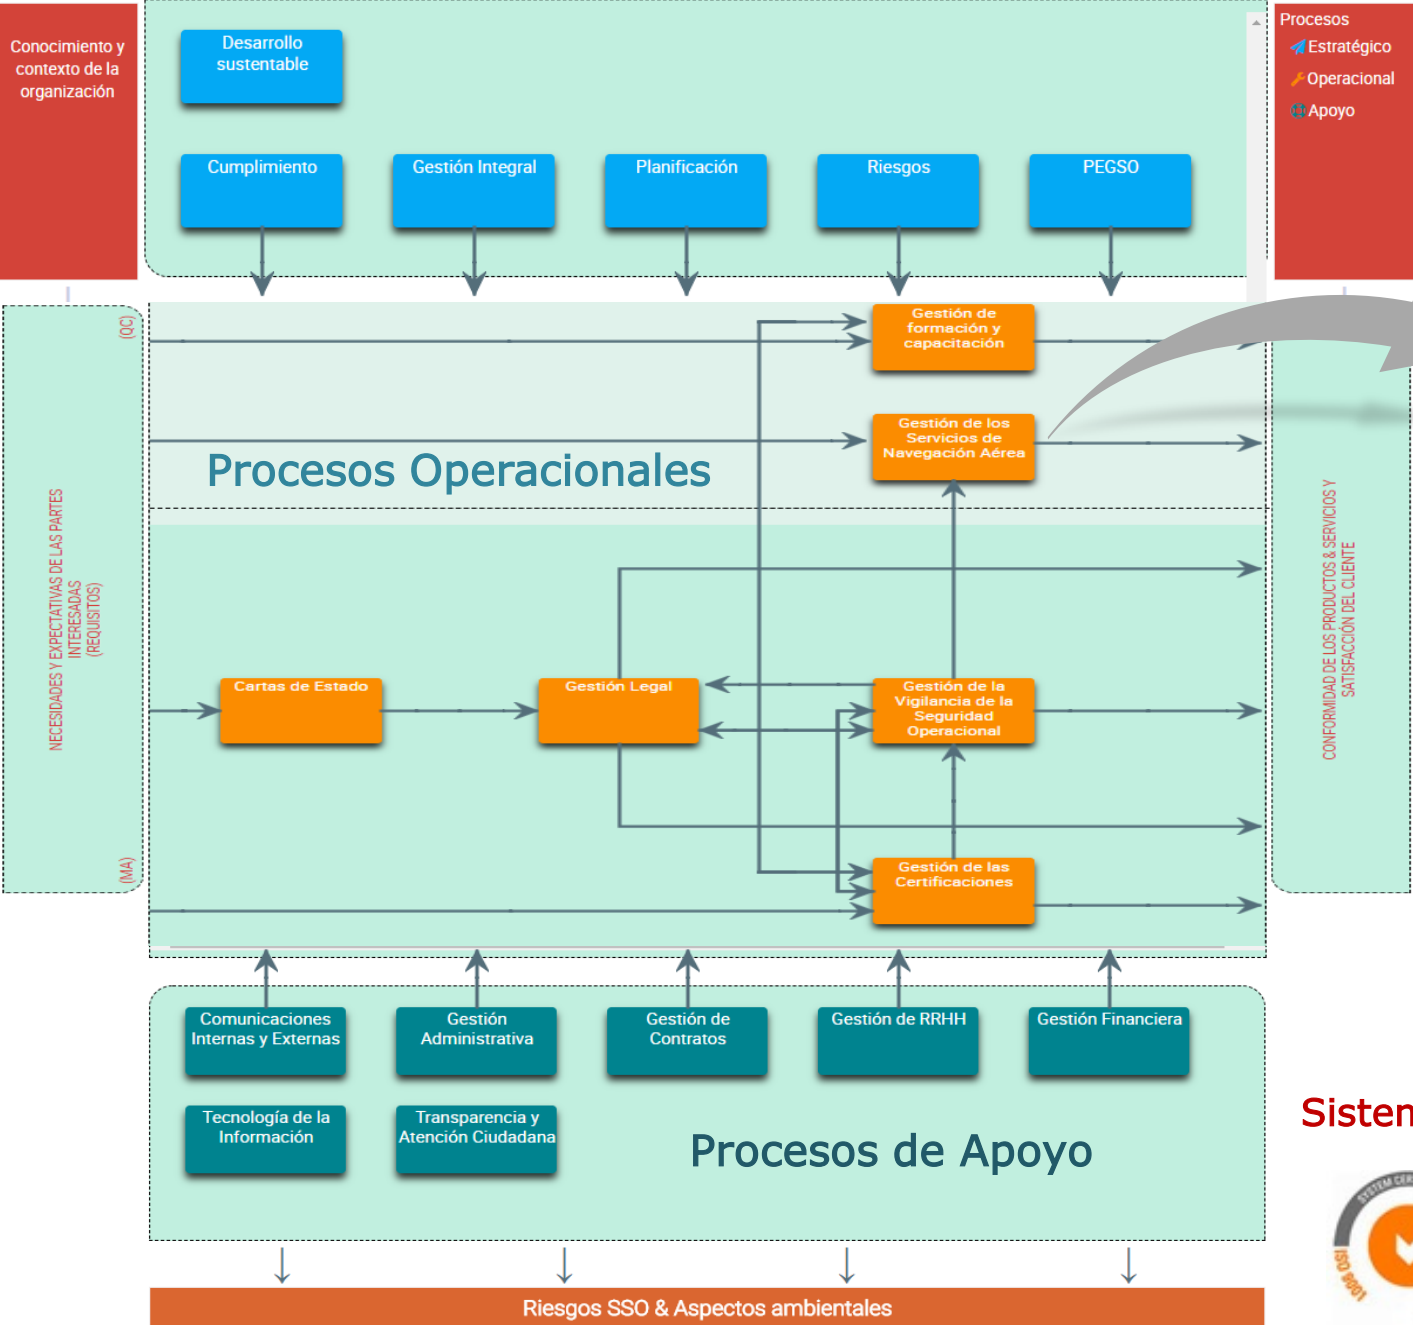 Conocimiento y
contexto de la
organización
Desarrollo
sustentable
Cumplimiento
Gestión Integral
Planificación
Riesgos
PEGSO
Procesos
Estratégico
Operacional
Apoyo
(QC)
NECESIDADES Y EXPECTATIVAS DE LAS PARTES
INTERESADAS
(REQUISITOS)
(MA)
Gestión de
formación y
capacitación
Gestión de los
Servicios de
Navegación Aérea
Procesos Operacionales
Cartas de Estado
Gestión Legal
Gestión de la
Vigilancia de la
Seguridad
Operacional
Gestión de las
Certificaciones
CONFORMIDAD DE LOS PRODUCTOS & SERVICIOS Y
SATISFACCIÓN DEL CLIENTE
Comunicaciones
Internas y Externas
Gestión
Administrativa
Gestión de
Contratos
Gestión de RRHH
Gestión Financiera
Tecnología de la
Información
Transparencia y
Atención Ciudadana
Procesos de Apoyo
Riesgos SSO & Aspectos ambientales
SYSTEM CER
ISO 9001